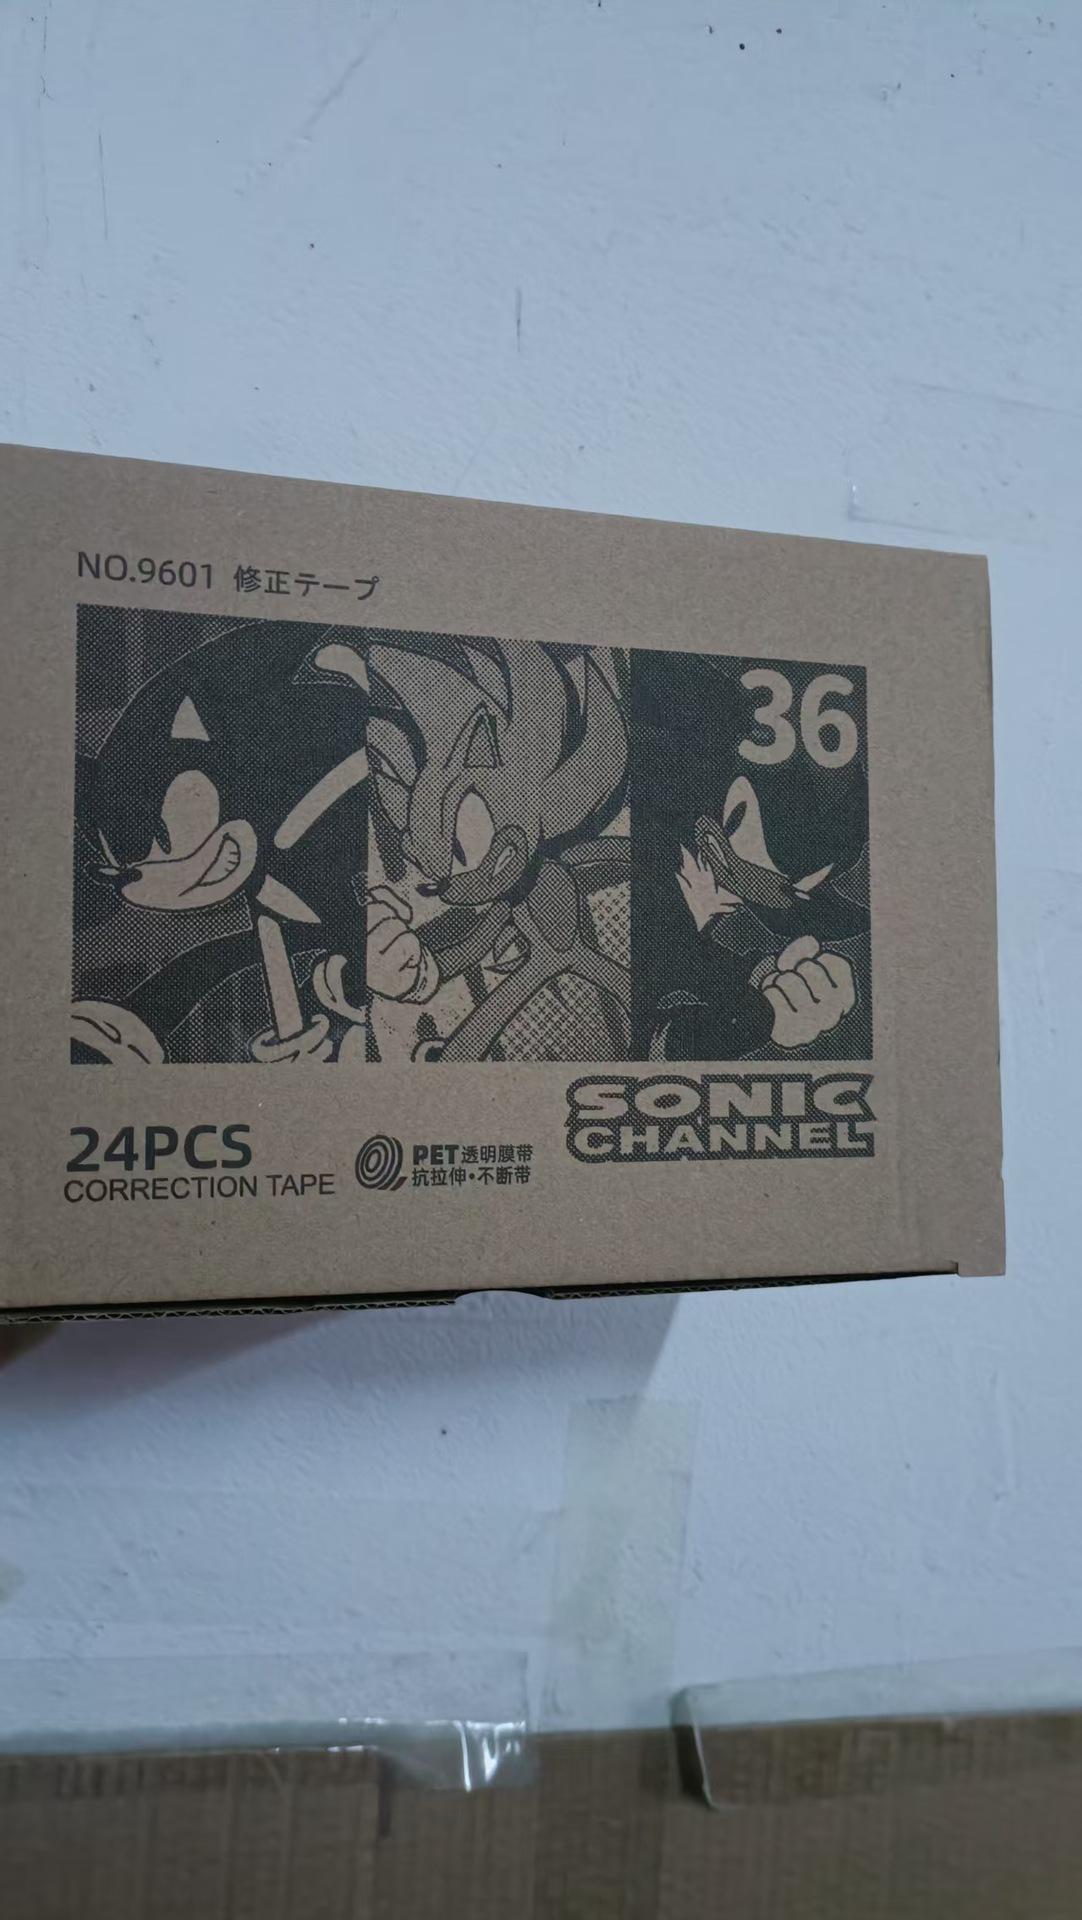 NO.9601 修正テープ
36
24PCS
CORRECTION TAPE
PET透明膜带
抗拉伸·不断带
SONIC
CHANNEL